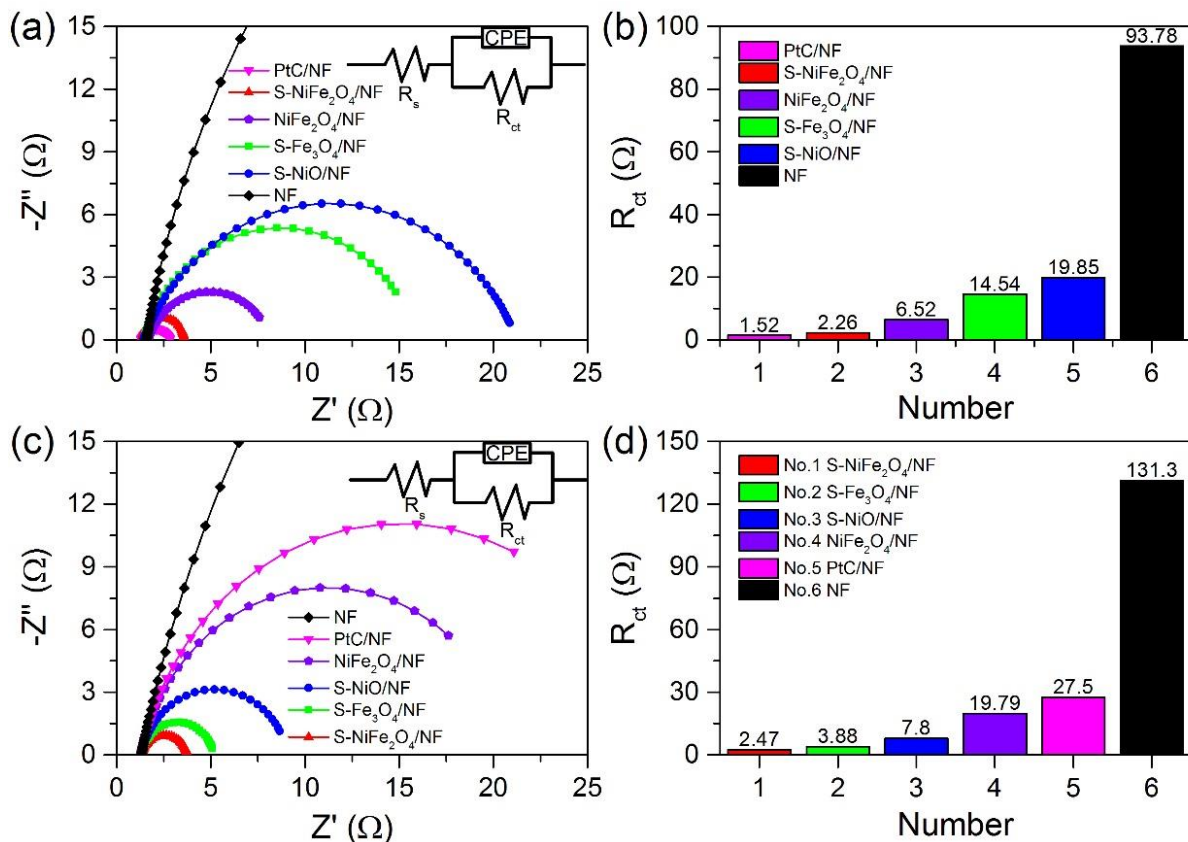 (a)
15
12
9
6
3
0
-Z" (Ω)
PtC/NF
S-NiFe₂O₄/NF
NiFe₂O₄/NF
S-Fe₃O₄/NF
S-NiO/NF
NF
CPE
Rₛ
R꜀ₜ
0 5 10 15 20 25
Z' (Ω)
(b)
100
80
60
40
20
0
R꜀ₜ (Ω)
PtC/NF
S-NiFe₂O₄/NF
NiFe₂O₄/NF
S-Fe₃O₄/NF
S-NiO/NF
NF
1.52 2.26 6.52 14.54 19.85 93.78
1 2 3 4 5 6
Number
(c)
15
12
9
6
3
0
-Z" (Ω)
CPE
Rₛ
R꜀ₜ
NF
PtC/NF
NiFe₂O₄/NF
S-NiO/NF
S-Fe₃O₄/NF
S-NiFe₂O₄/NF
0 5 10 15 20 25
Z' (Ω)
(d)
150
120
90
60
30
0
R꜀ₜ (Ω)
No.1 S-NiFe₂O₄/NF
No.2 S-Fe₃O₄/NF
No.3 S-NiO/NF
No.4 NiFe₂O₄/NF
No.5 PtC/NF
No.6 NF
2.47 3.88 7.8 19.79 27.5 131.3
1 2 3 4 5 6
Number